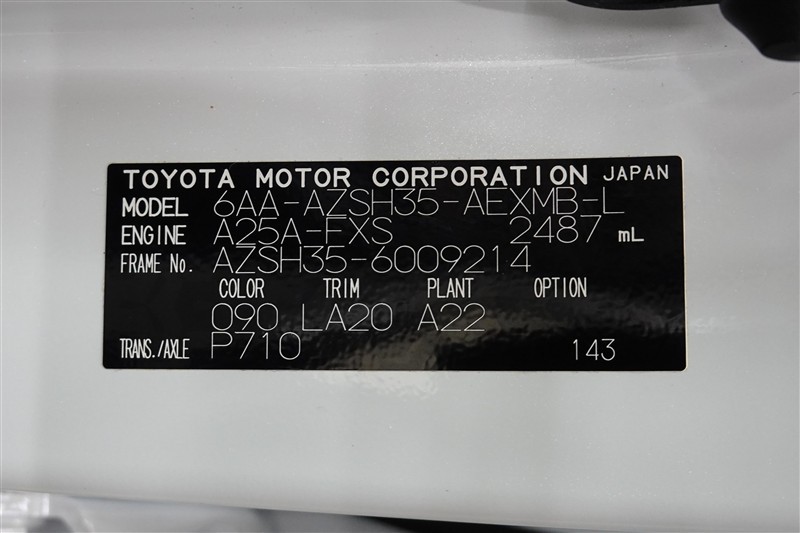 TOYOTA MOTOR CORPORATION JAPAN
MODEL 6AA-AZSH35-AEXMB-L
ENGINE A25A-FXS 2487 mL
FRAME No. AZSH35-6009214
COLOR TRIM PLANT OPTION
090 LA20 A22
TRANS./AXLE P710 143